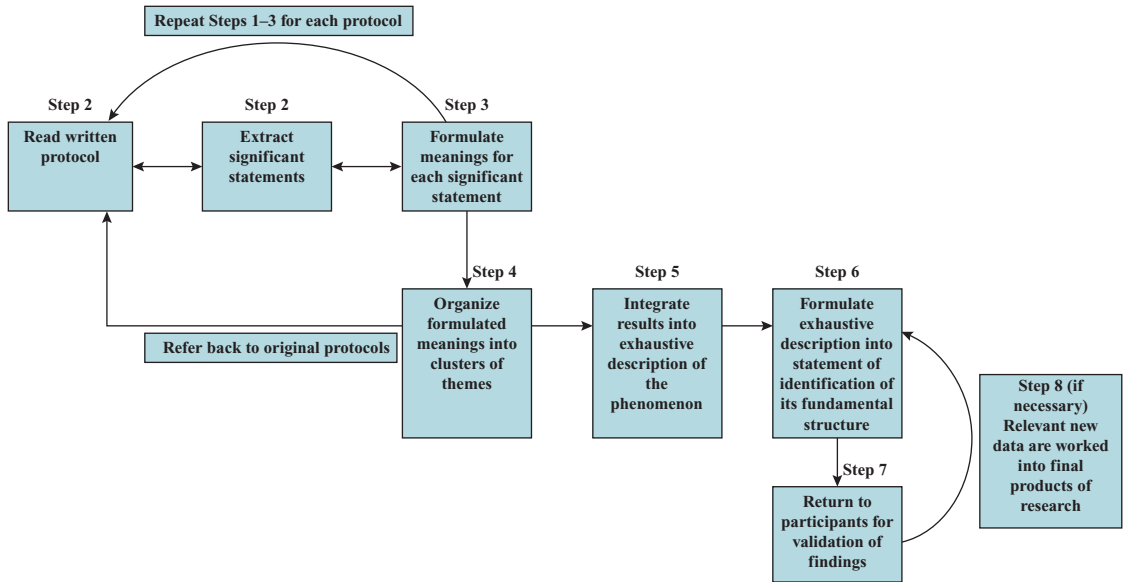 Repeat Steps 1–3 for each protocol
Step 2
Read written
protocol
Step 2
Extract
significant
statements
Step 3
Formulate
meanings for
each significant
statement
Step 4
Organize
formulated
meanings into
clusters of
themes
Refer back to original protocols
Step 5
Integrate
results into
exhaustive
description of
the
phenomenon
Step 6
Formulate
exhaustive
description into
statement of
identification of
its fundamental
structure
Step 7
Return to
participants for
validation of
findings
Step 8 (if
necessary)
Relevant new
data are worked
into final
products of
research